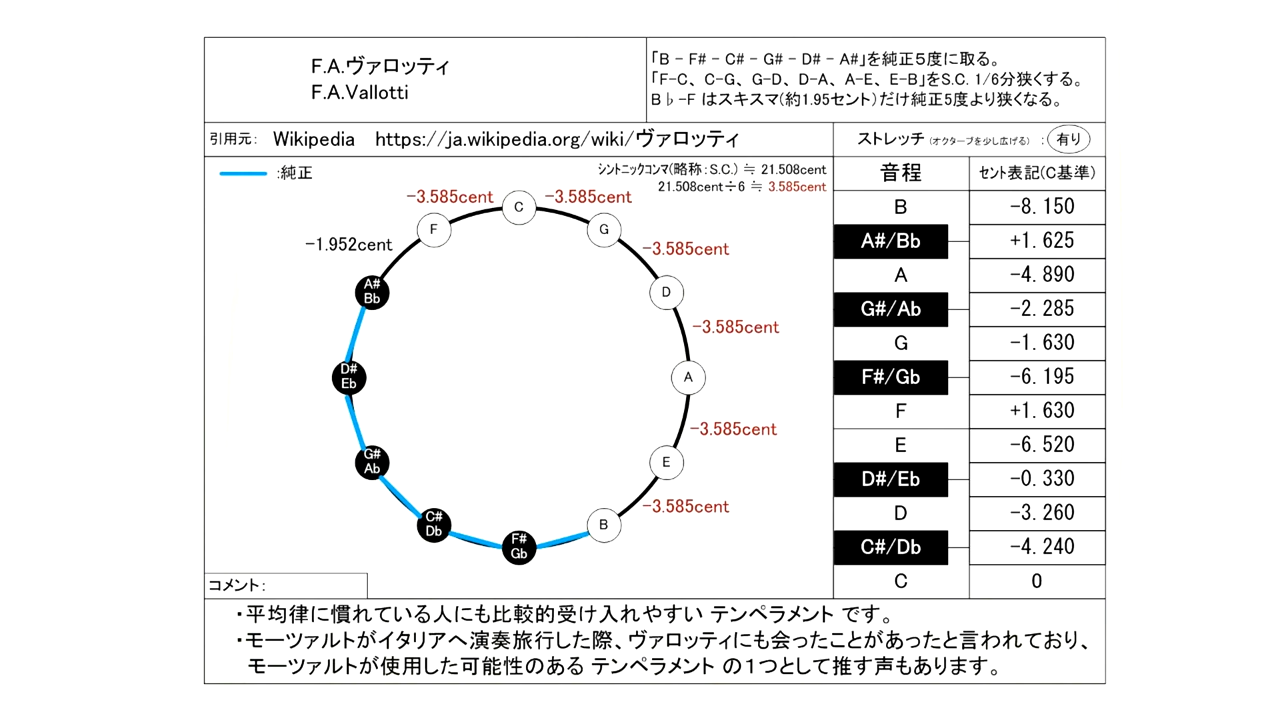 F.A.ヴァロッティ
F.A.Vallotti
「B - F# - C# - G# - D# - A#」を純正5度に取る。
「F-C、C-G、G-D、D-A、A-E、E-B」をS.C. 1/6分狭くする。
B♭-F はスキスマ(約1.95セント)だけ純正5度より狭くなる。
引用元: Wikipedia https://ja.wikipedia.org/wiki/ヴァロッティ
ストレッチ (オクターブを少し広げる) : 有り
:純正
シントニックコンマ(略称:S.C.) ≒ 21.508cent
21.508cent÷6 ≒ 3.585cent
-3.585cent
-3.585cent
-1.952cent
-3.585cent
-3.585cent
-3.585cent
-3.585cent
C
G
D
A
E
B
F#
Gb
C#
Db
G#
Ab
D#
Eb
A#
Bb
F
音程 セント表記(C基準)
B -8.150
A#/Bb +1.625
A -4.890
G#/Ab -2.285
G -1.630
F#/Gb -6.195
F +1.630
E -6.520
D#/Eb -0.330
D -3.260
C#/Db -4.240
C 0
コメント:
・平均律に慣れている人にも比較的受け入れやすい テンペラメント です。
・モーツァルトがイタリアへ演奏旅行した際、ヴァロッティにも会ったことがあったと言われており、
モーツァルトが使用した可能性のある テンペラメント の1つとして推す声もあります。